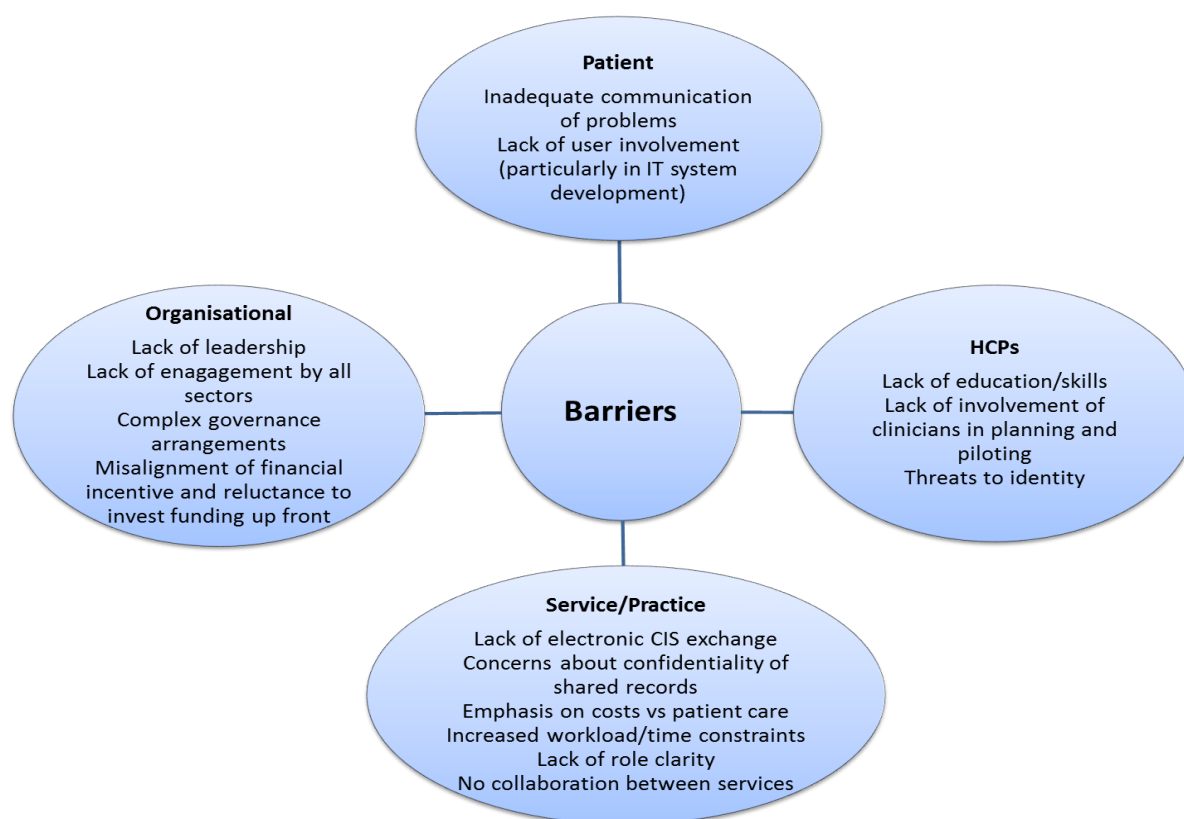 Patient
Inadequate communication
of problems
Lack of user involvement
(particularly in IT system
development)
Organisational
Lack of leadership
Lack of enagagement by all
sectors
Complex governance
arrangements
Misalignment of financial
incentive and reluctance to
invest funding up front
Barriers
HCPs
Lack of education/skills
Lack of involvement of
clinicians in planning and
piloting
Threats to identity
Service/Practice
Lack of electronic CIS exchange
Concerns about confidentiality of
shared records
Emphasis on costs vs patient care
Increased workload/time constraints
Lack of role clarity
No collaboration between services